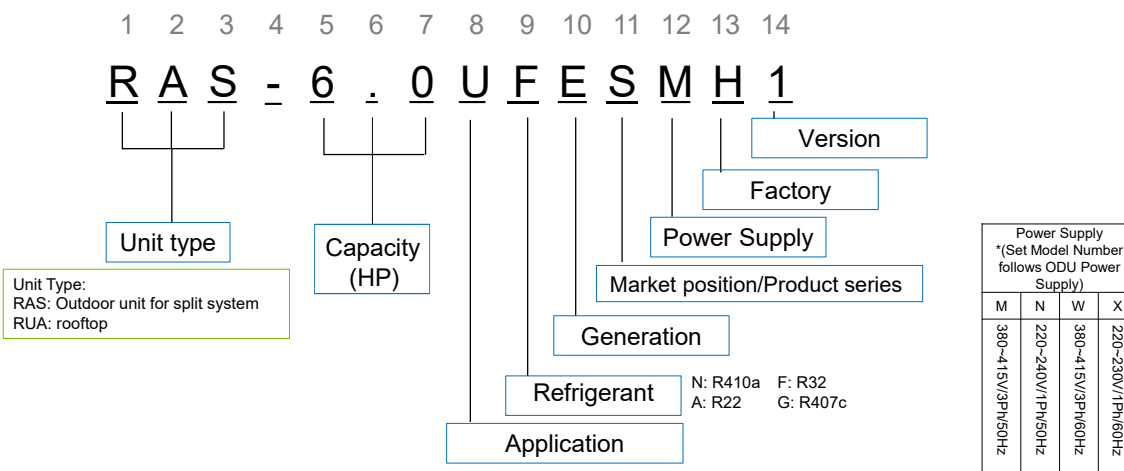 1 2 3 4 5 6 7 8 9 10 11 12 13 14
R A S - 6 . 0 U F E S M H 1
Version
Factory
Power Supply
Market position/Product series
Generation
Refrigerant
N: R410a F: R32
A: R22 G: R407c
Application
Unit type
Capacity
(HP)
Unit Type:
RAS: Outdoor unit for split system
RUA: rooftop
Power Supply
*(Set Model Number
follows ODU Power
Supply)
M N W X
380~415V/3Ph/50Hz
220~240V/1Ph/50Hz
380~415V/3Ph/60Hz
220~230V/1Ph/60Hz